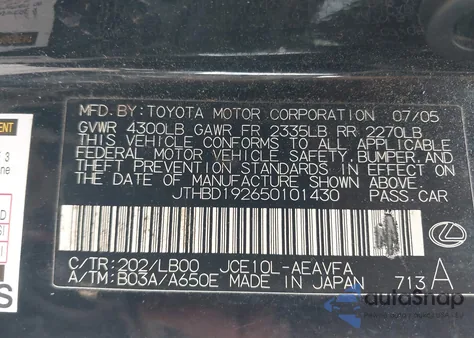 MFD.BY:TOYOTA MOTOR CORPORATION 07/05
GVWR 4300LB GAWR FR 2335LB RR 2270LB
THIS VEHICLE CONFORMS TO ALL APPLICABLE
FEDERAL MOTOR VEHICLE SAFETY, BUMPER, AND
THEFT PREVENTION STANDARDS IN EFFECT ON
THE DATE OF MANUFACTURE SHOWN ABOVE.
JTHBD192650101430 PASS.CAR
C/TR:202/LB00 JCE10L-AEAVFA
A/TM:B03A/A650E MADE IN JAPAN 713A
autoSnap